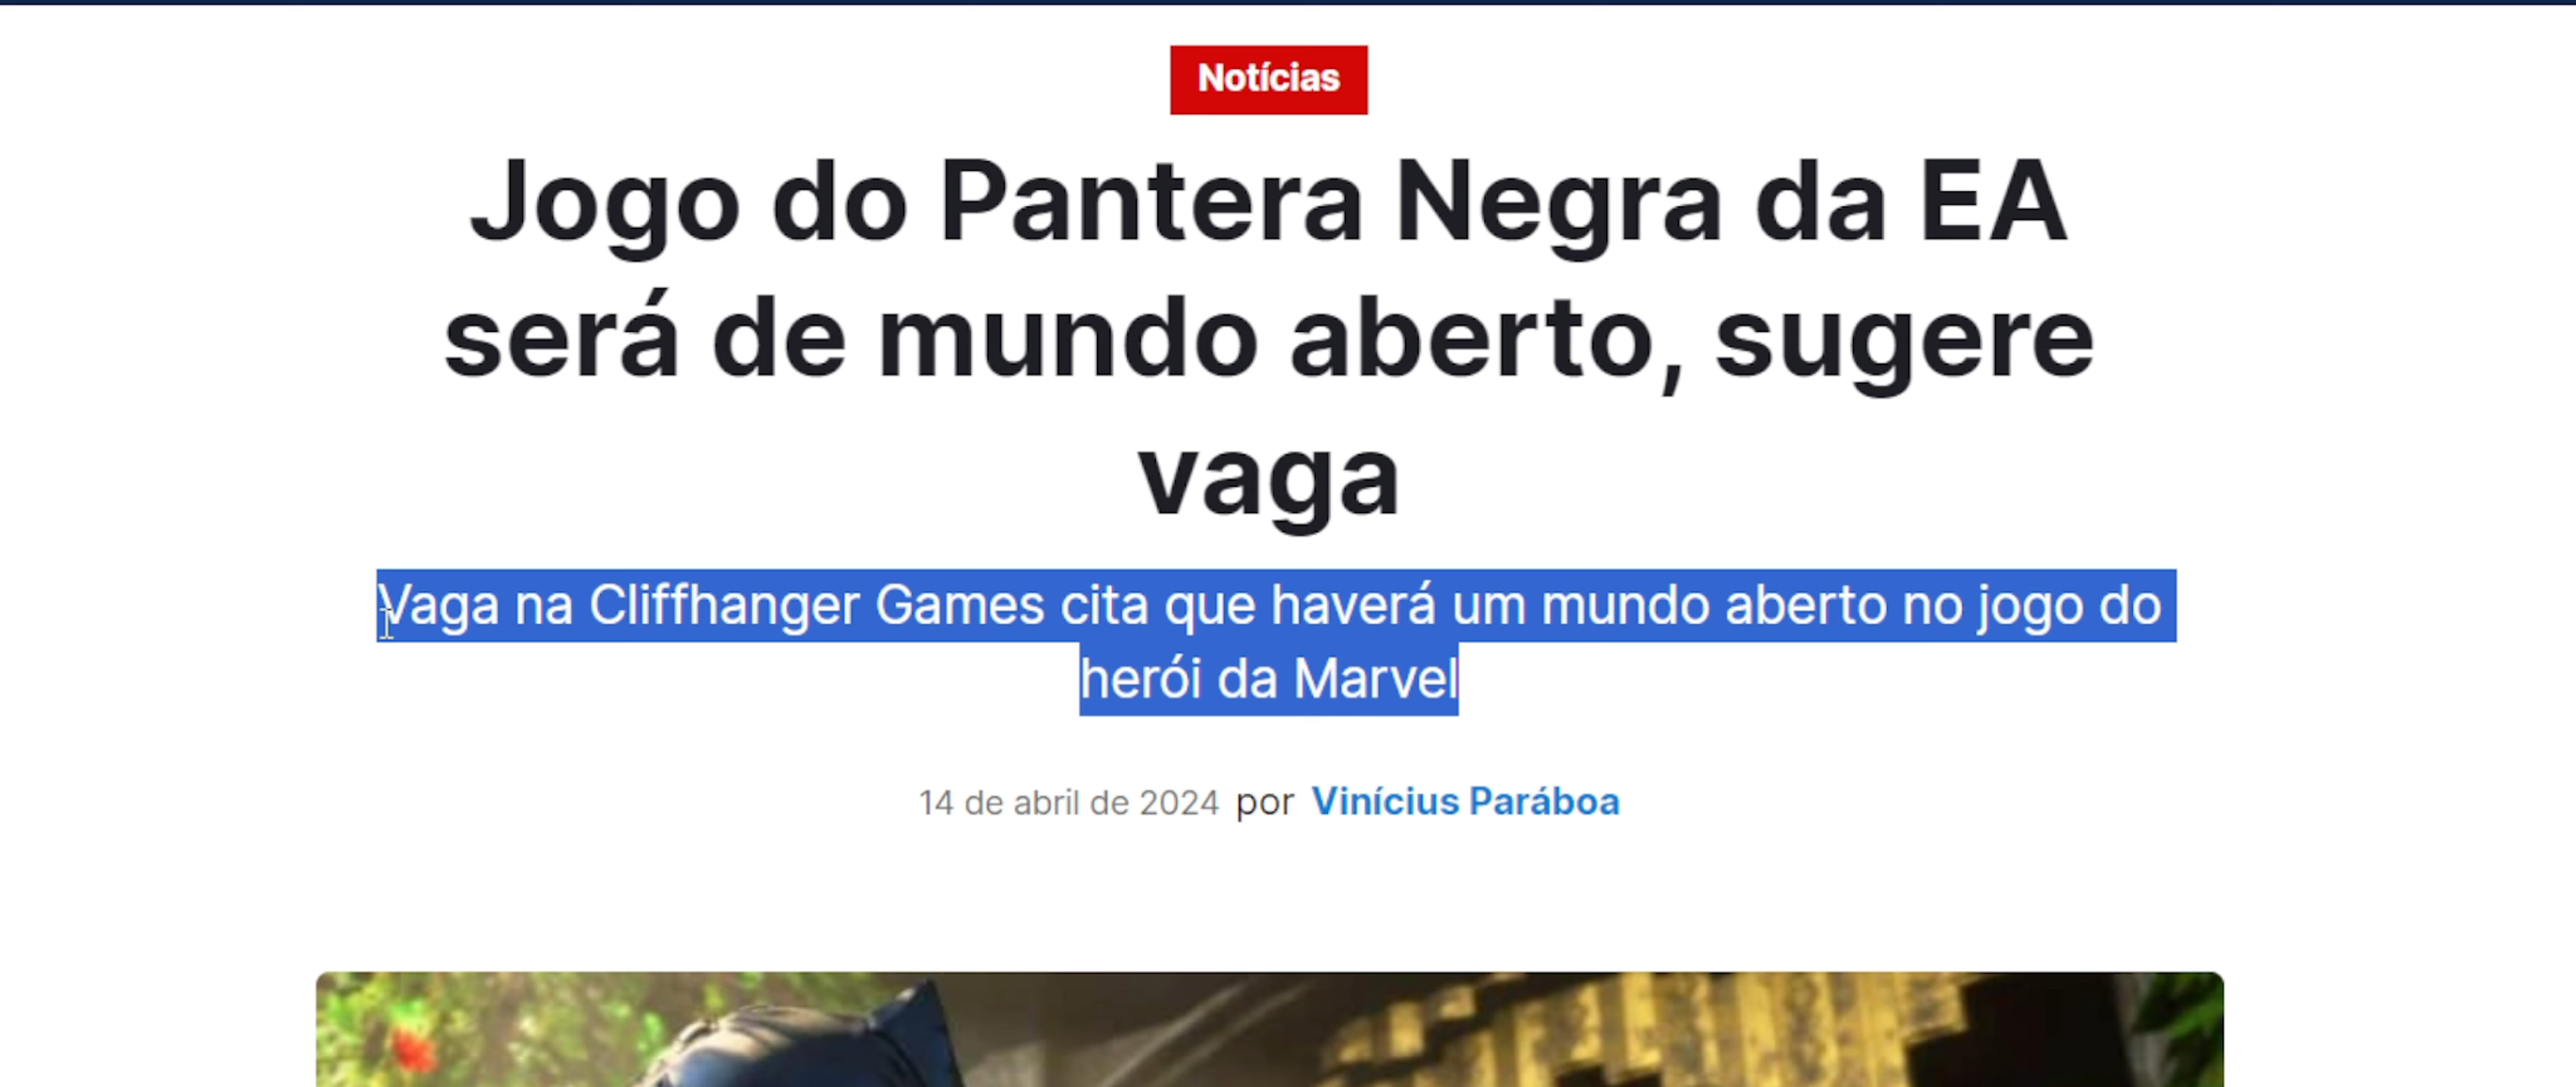 Notícias
Jogo do Pantera Negra da EA
será de mundo aberto, sugere
vaga
Vaga na Cliffhanger Games cita que haverá um mundo aberto no jogo do
herói da Marvel
14 de abril de 2024 por Vinícius Paráboa